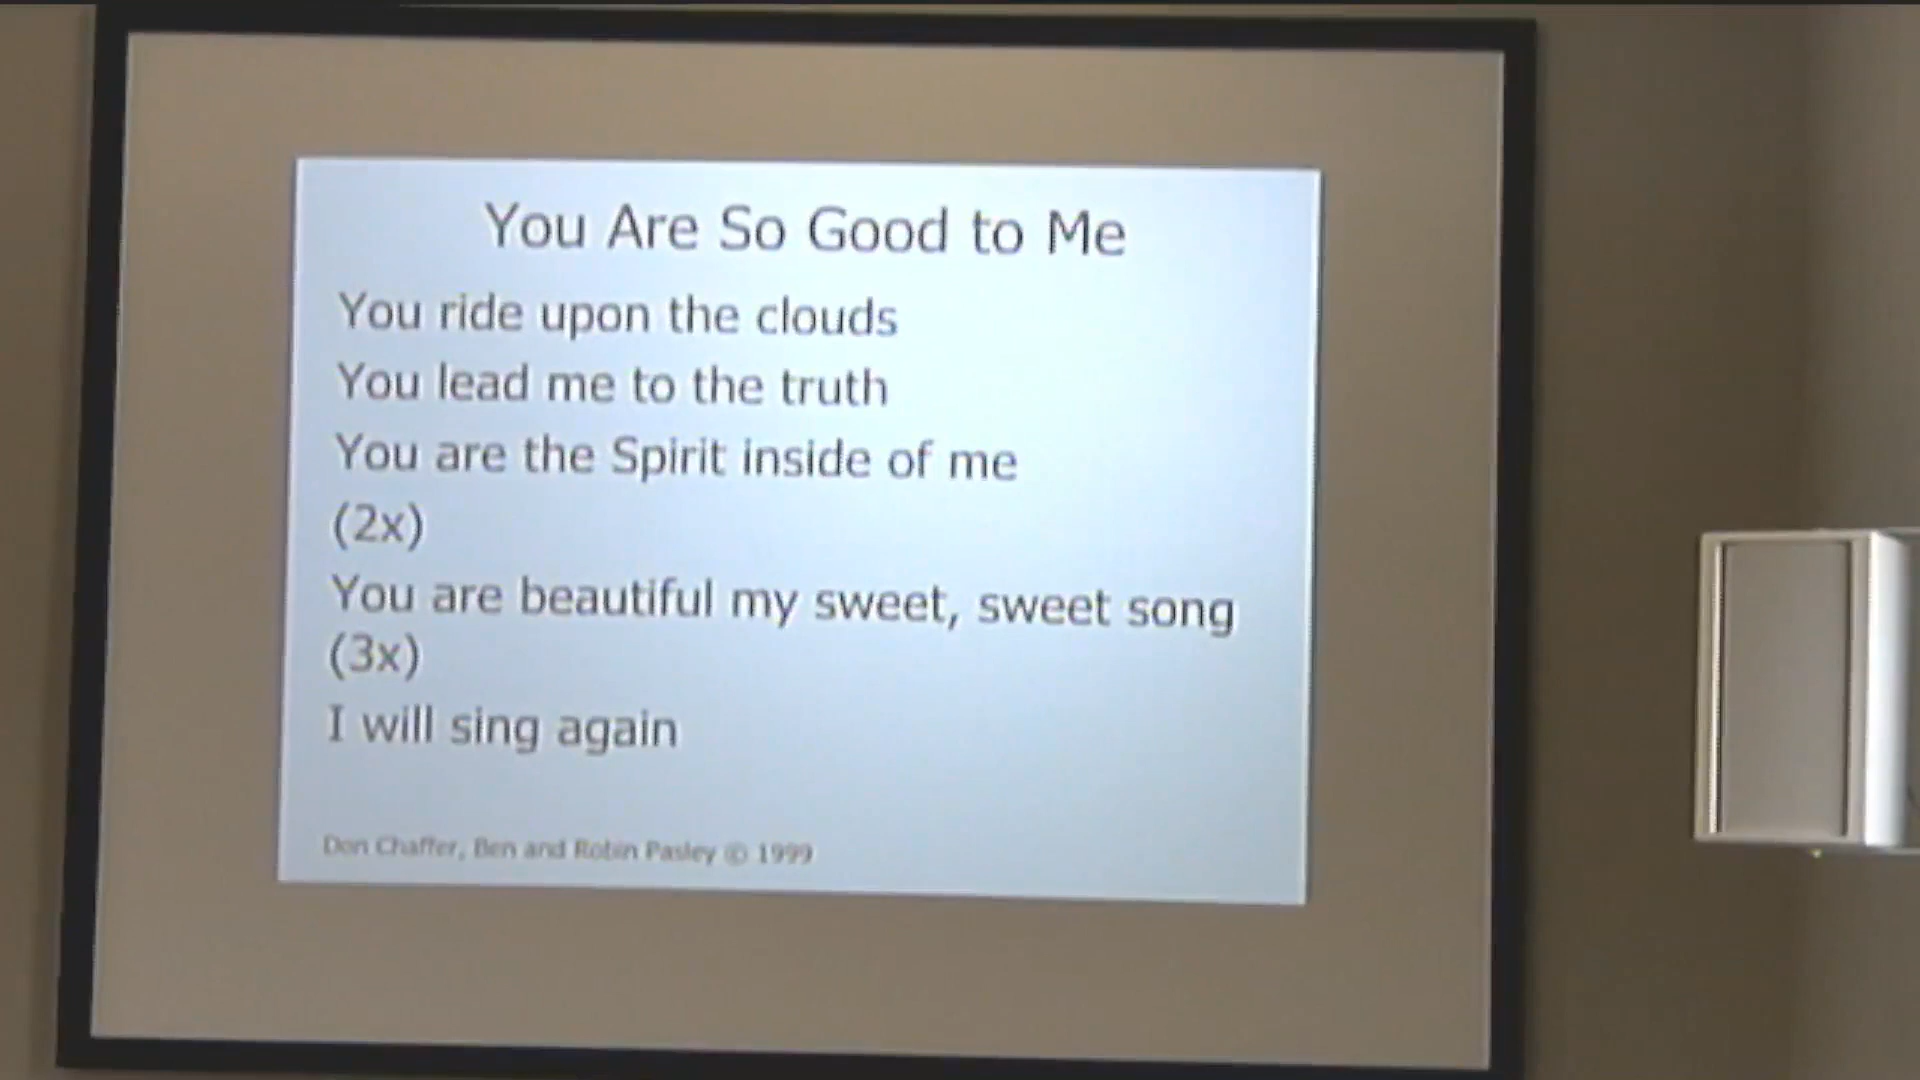 You Are So Good to Me
You ride upon the clouds
You lead me to the truth
You are the Spirit inside of me
(2x)
You are beautiful my sweet, sweet song
(3x)
I will sing again
Don Chaffer, Ben and Robin Pasley © 1999